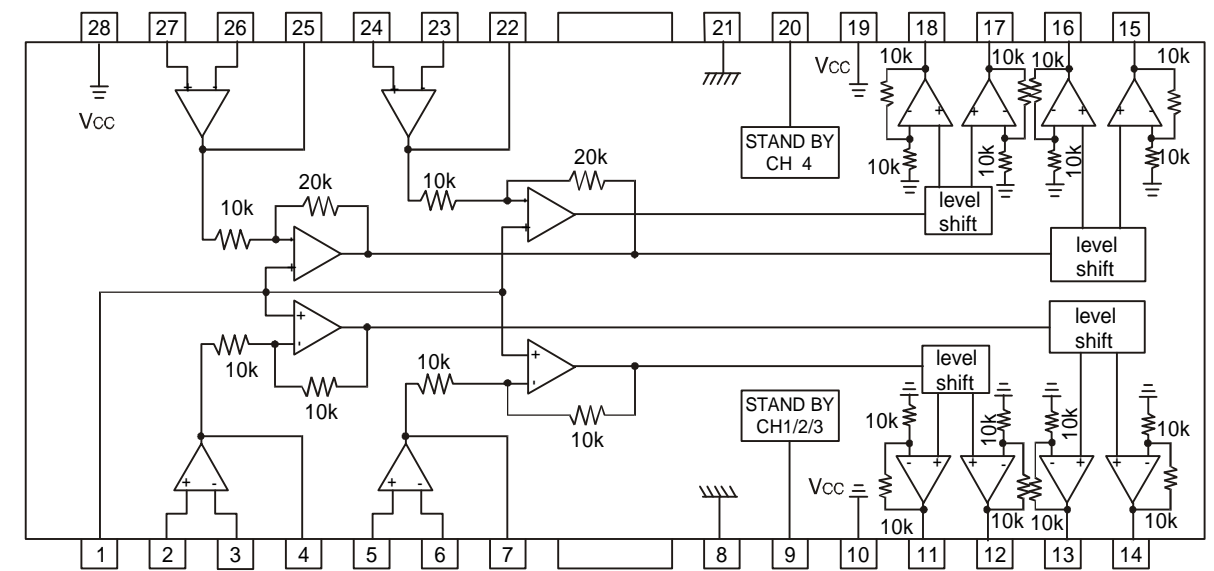 28 27 26 25 24 23 22 21 20 19 18 17 16 15
+ - + -
VCC
VCC
10k 10k 10k 10k
- + + - - + + -
STAND BY
CH 4
10k 10k 10k 10k
20k
10k
20k
10k
level
shift
level
shift
+
-
10k
10k
level
shift
10k
+
-
10k
level
shift
STAND BY
CH1/2/3
10k 10k 10k 10k
- + + - - + + -
+ - + -
VCC
10k 10k 10k 10k
1 2 3 4 5 6 7 8 9 10 11 12 13 14